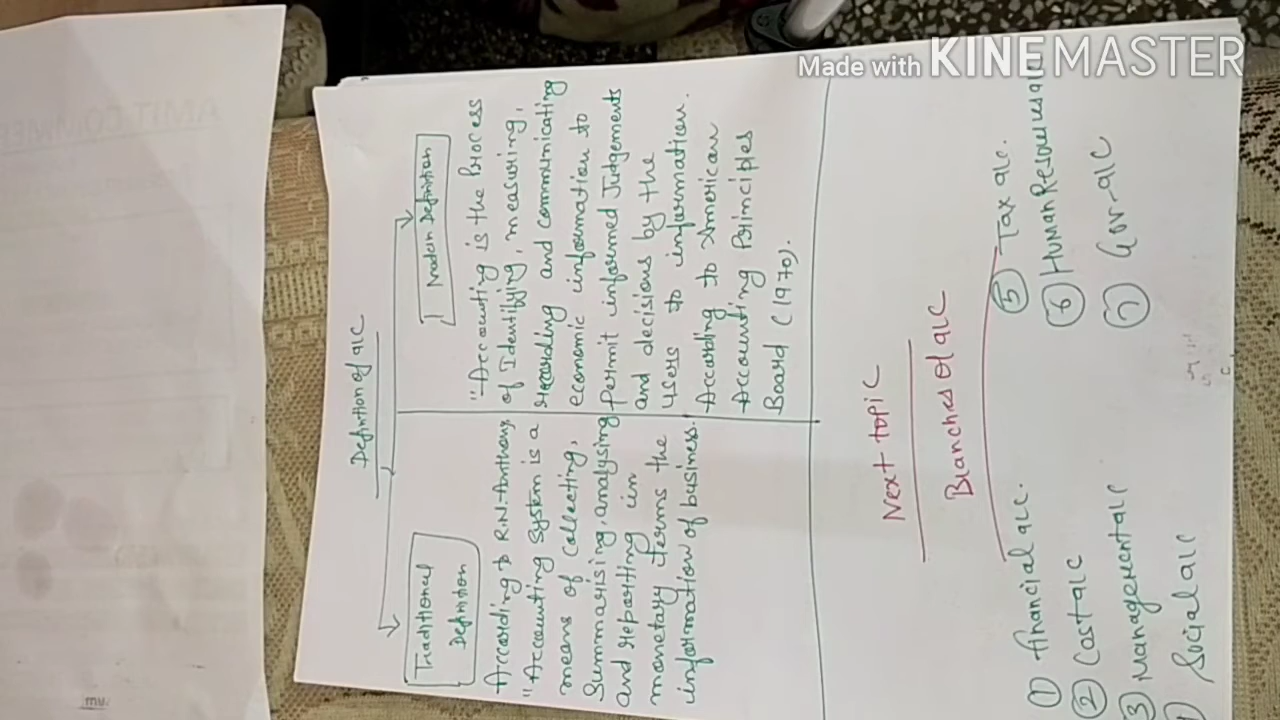 Made with KINEMASTER
Definition of a/c
Traditional
Definition
According to R.N. Anthony
"Accounting System is a
means of Collecting,
Summarising, analysing
and reporting in
monetary terms the
information of business.
Modern Definition
"Accounting is the Process
of Identifying, measuring,
recording and communicating
economic information to
Permit informed Judgements
and decisions by the
users to information.
According to American
Accounting Principles
Board (1970).
Next topic
Branches of a/c
① financial a/c.
② Cost a/c
③ Management a/c
Social a/c
⑤ Tax a/c.
⑥ Human Resources a/c
⑦ Gov-a/c